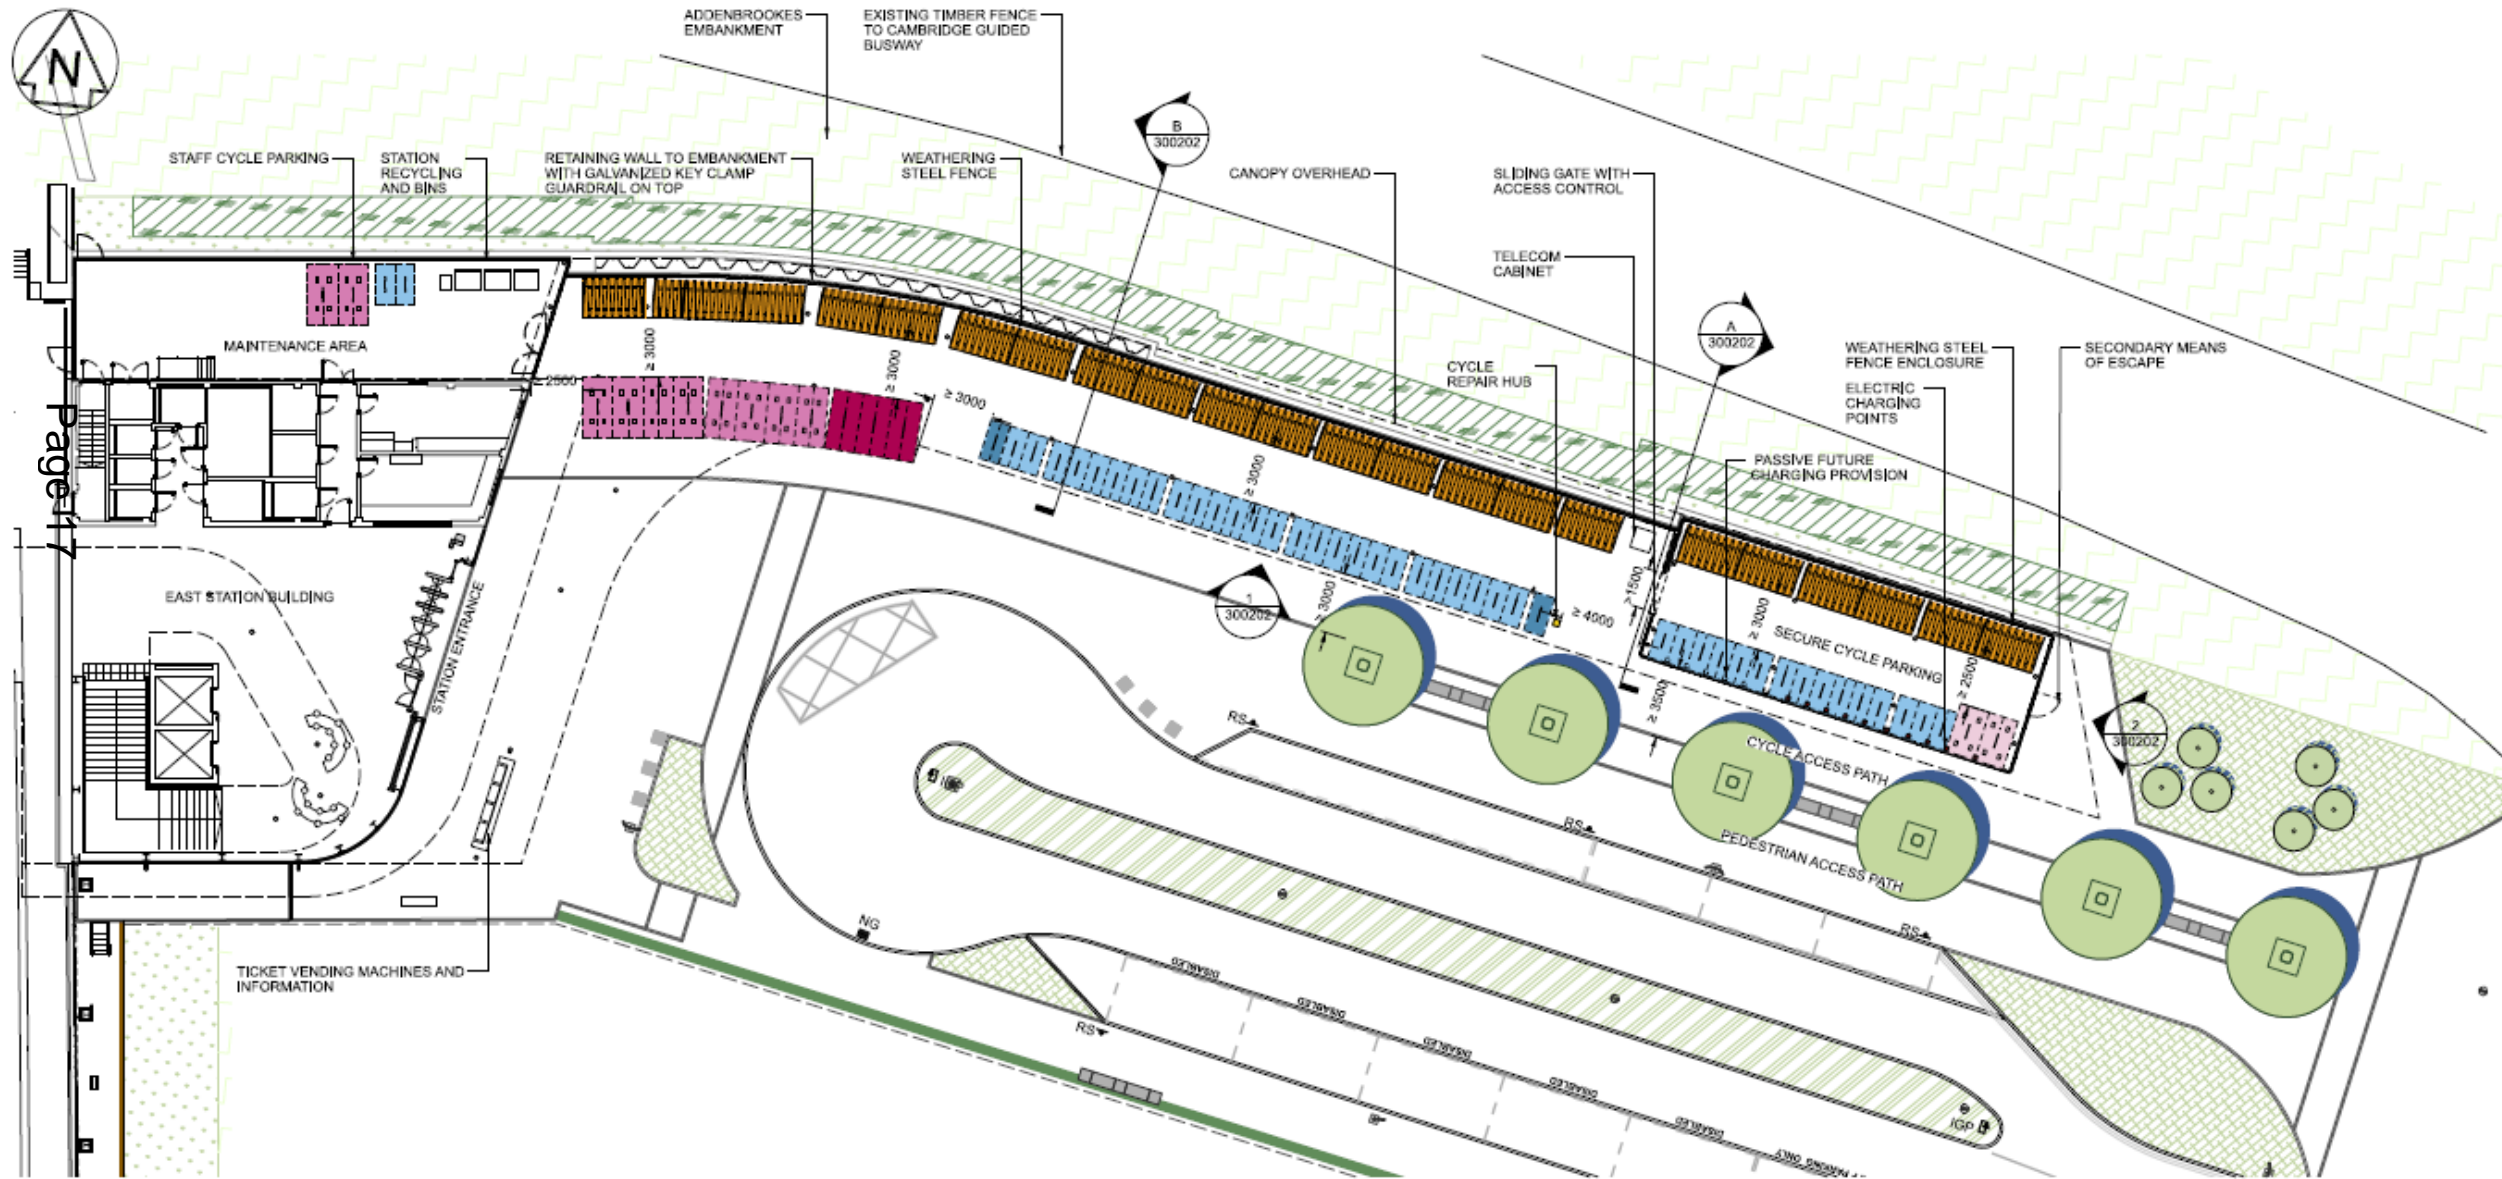 N
ADDENBROOKES
EMBANKMENT
EXISTING TIMBER FENCE
TO CAMBRIDGE GUIDED
BUSWAY
B
300202
STAFF CYCLE PARKING
STATION
RECYCLING
AND BINS
RETAINING WALL TO EMBANKMENT
WITH GALVANIZED KEY CLAMP
GUARDRAIL ON TOP
WEATHERING
STEEL FENCE
CANOPY OVERHEAD
SLIDING GATE WITH
ACCESS CONTROL
TELECOM
CABINET
A
300202
MAINTENANCE AREA
CYCLE
REPAIR HUB
WEATHERING STEEL
FENCE ENCLOSURE
SECONDARY MEANS
OF ESCAPE
ELECTRIC
CHARGING
POINTS
PASSIVE FUTURE
CHARGING PROVISION
≥ 2500
≥ 3000
≥ 3000
≥ 3000
≥ 3000
≥ 3000
≥ 4000
≥1500
≥ 3000
≥ 2500
≥ 3500
Page 17
EAST STATION BUILDING
STATION ENTRANCE
1
300202
SECURE CYCLE PARKING
2
300202
CYCLE ACCESS PATH
PEDESTRIAN ACCESS PATH
RS
RS
RS
RS
NG
IGP
TICKET VENDING MACHINES AND
INFORMATION
DISABLED
DISABLED
DISABLED
DISABLED
DISABLED
PARKING ONLY